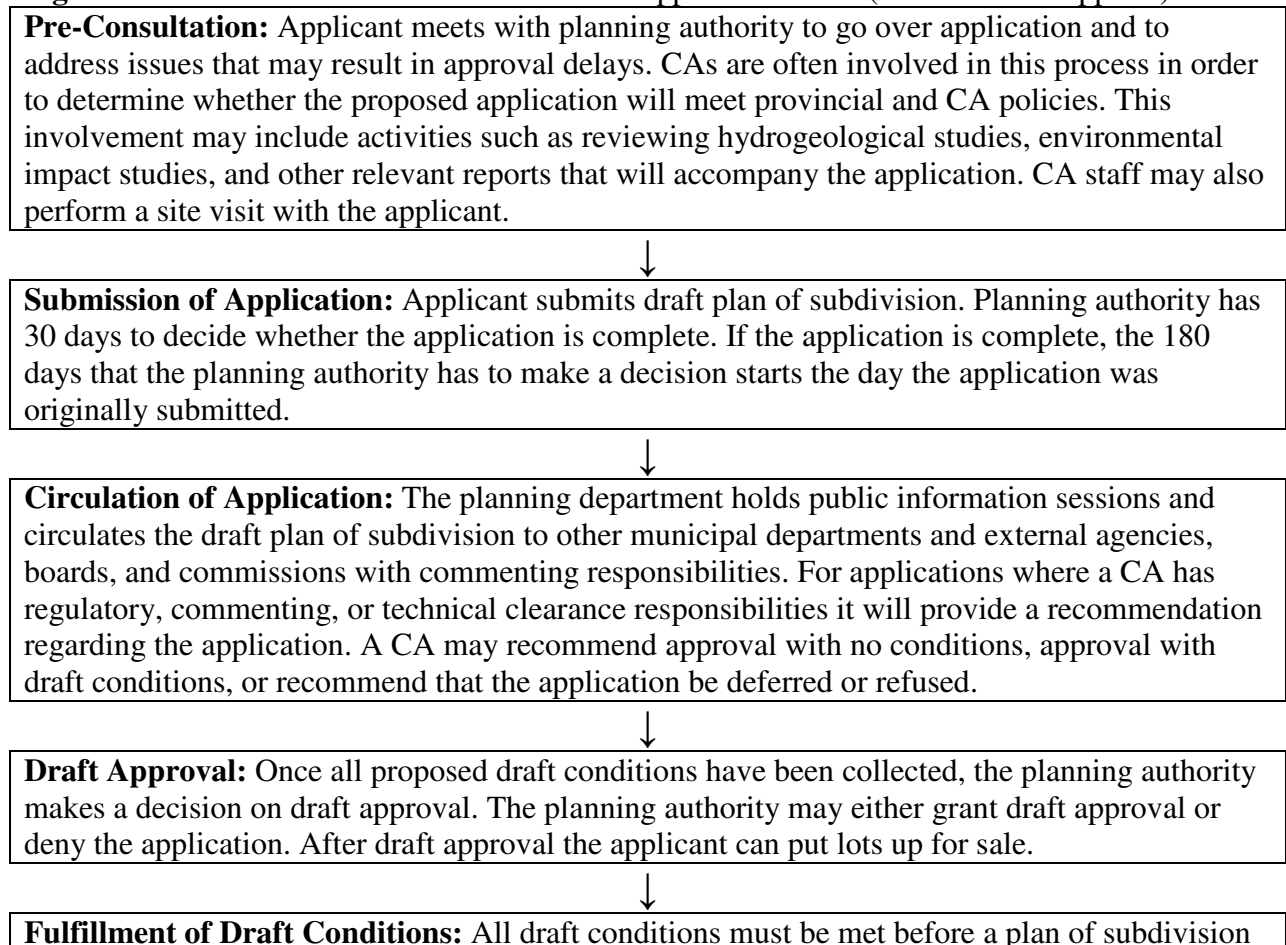 Pre-Consultation: Applicant meets with planning authority to go over application and to
address issues that may result in approval delays. CAs are often involved in this process in order
to determine whether the proposed application will meet provincial and CA policies. This
involvement may include activities such as reviewing hydrogeological studies, environmental
impact studies, and other relevant reports that will accompany the application. CA staff may also
perform a site visit with the applicant.
↓
Submission of Application: Applicant submits draft plan of subdivision. Planning authority has
30 days to decide whether the application is complete. If the application is complete, the 180
days that the planning authority has to make a decision starts the day the application was
originally submitted.
↓
Circulation of Application: The planning department holds public information sessions and
circulates the draft plan of subdivision to other municipal departments and external agencies,
boards, and commissions with commenting responsibilities. For applications where a CA has
regulatory, commenting, or technical clearance responsibilities it will provide a recommendation
regarding the application. A CA may recommend approval with no conditions, approval with
draft conditions, or recommend that the application be deferred or refused.
↓
Draft Approval: Once all proposed draft conditions have been collected, the planning authority
makes a decision on draft approval. The planning authority may either grant draft approval or
deny the application. After draft approval the applicant can put lots up for sale.
↓
Fulfillment of Draft Conditions: All draft conditions must be met before a plan of subdivision